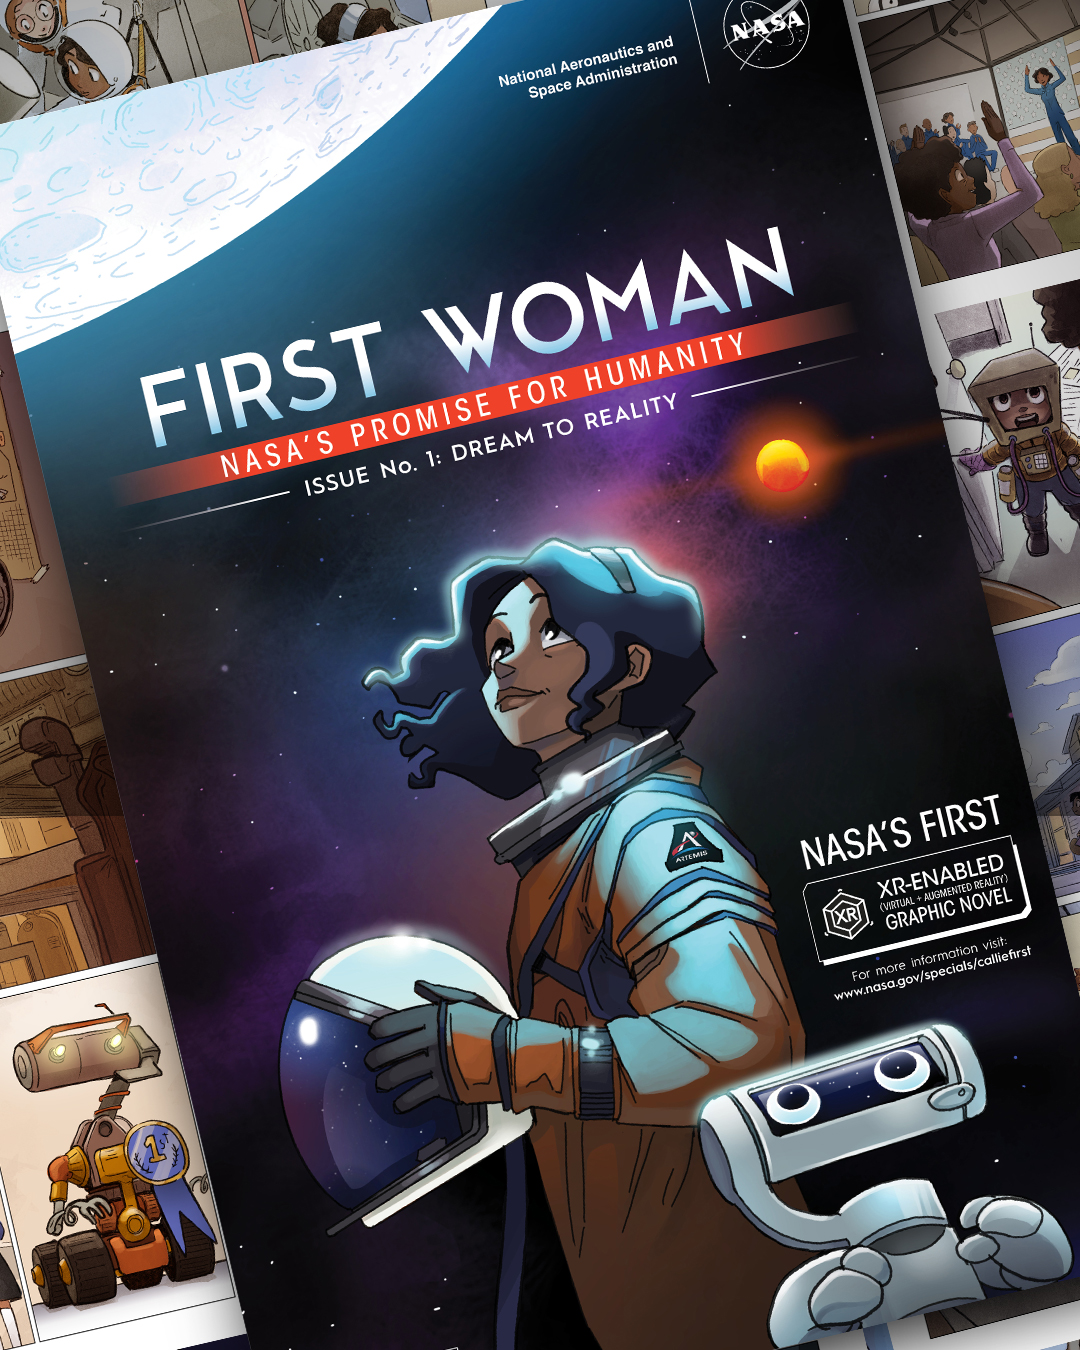 National Aeronautics and
Space Administration
NASA
FIRST WOMAN
NASA'S PROMISE FOR HUMANITY
ISSUE No. 1: DREAM TO REALITY
ARTEMIS
NASA'S FIRST
XR
XR-ENABLED
(VIRTUAL + AUGMENTED REALITY)
GRAPHIC NOVEL
For more information visit:
www.nasa.gov/specials/calliefirst
1ST